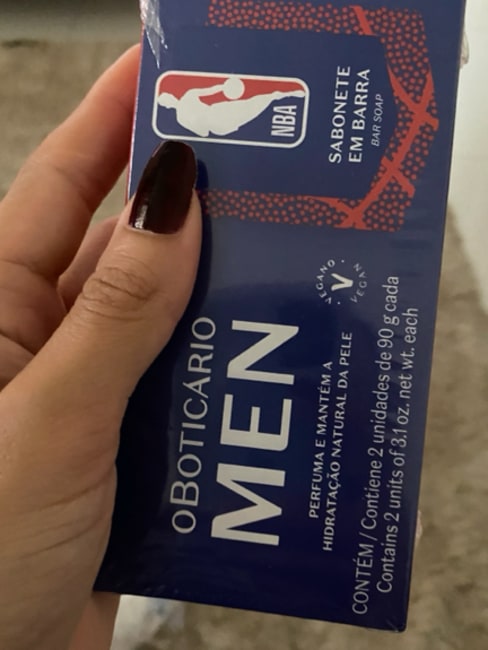 oBOTICÁRIO
MEN
PERFUMA E MANTÉM A
HIDRATAÇÃO NATURAL DA PELE
CONTÉM / Contiene 2 unidades de 90 g cada
Contains 2 units of 3.1 oz. net wt. each
VEGANO
V
VEGAN
NBA
SABONETE
EM BARRA
BAR SOAP